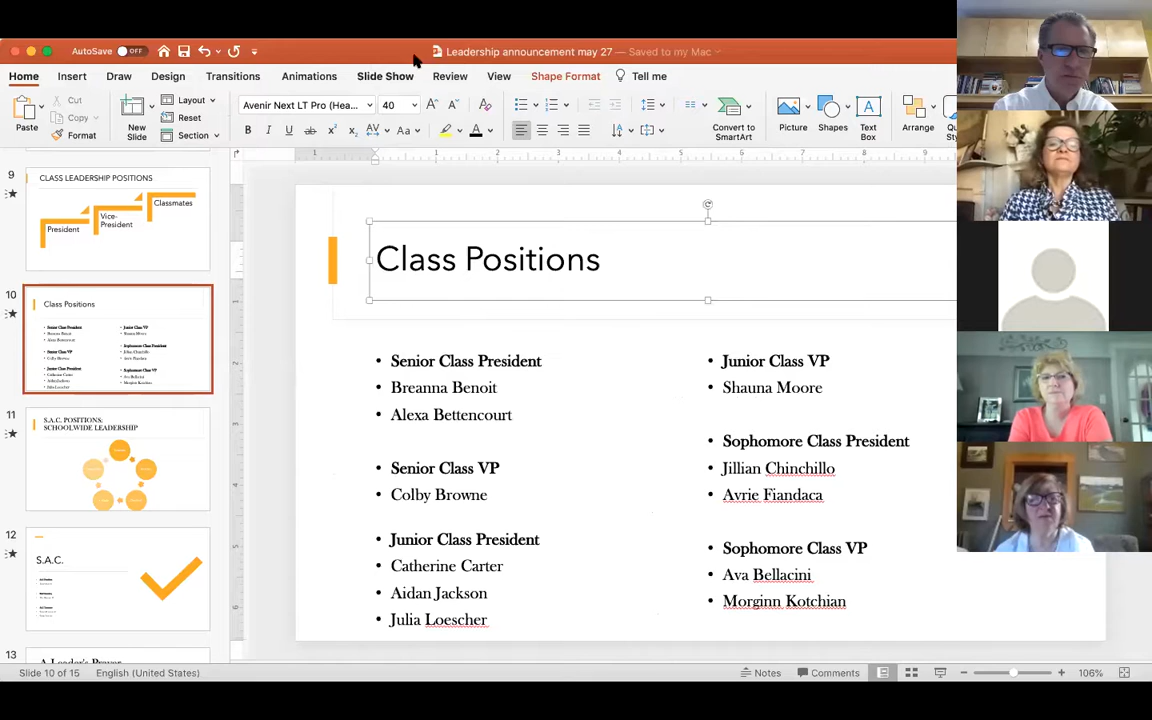 AutoSave OFF
Leadership announcement may 27 — Saved to my Mac
Home Insert Draw Design Transitions Animations Slide Show Review View Shape Format Tell me
Paste
Cut
Copy
Format
New
Slide
Layout
Reset
Section
Avenir Next LT Pro (Hea...
40
Convert to
SmartArt
Picture
Shapes
Text
Box
Arrange
9
CLASS LEADERSHIP POSITIONS
President
Vice-
President
Classmates
10
Class Positions
11
S.A.C. POSITIONS:
SCHOOLWIDE LEADERSHIP
12
S.A.C.
13
A Leader's Prayer
Class Positions
• Senior Class President
• Breanna Benoit
• Alexa Bettencourt
• Senior Class VP
• Colby Browne
• Junior Class President
• Catherine Carter
• Aidan Jackson
• Julia Loescher
• Junior Class VP
• Shauna Moore
• Sophomore Class President
• Jillian Chinchillo
• Avrie Fiandaca
• Sophomore Class VP
• Ava Bellacini
• Morginn Kotchian
Slide 10 of 15 English (United States)
Notes Comments 106%